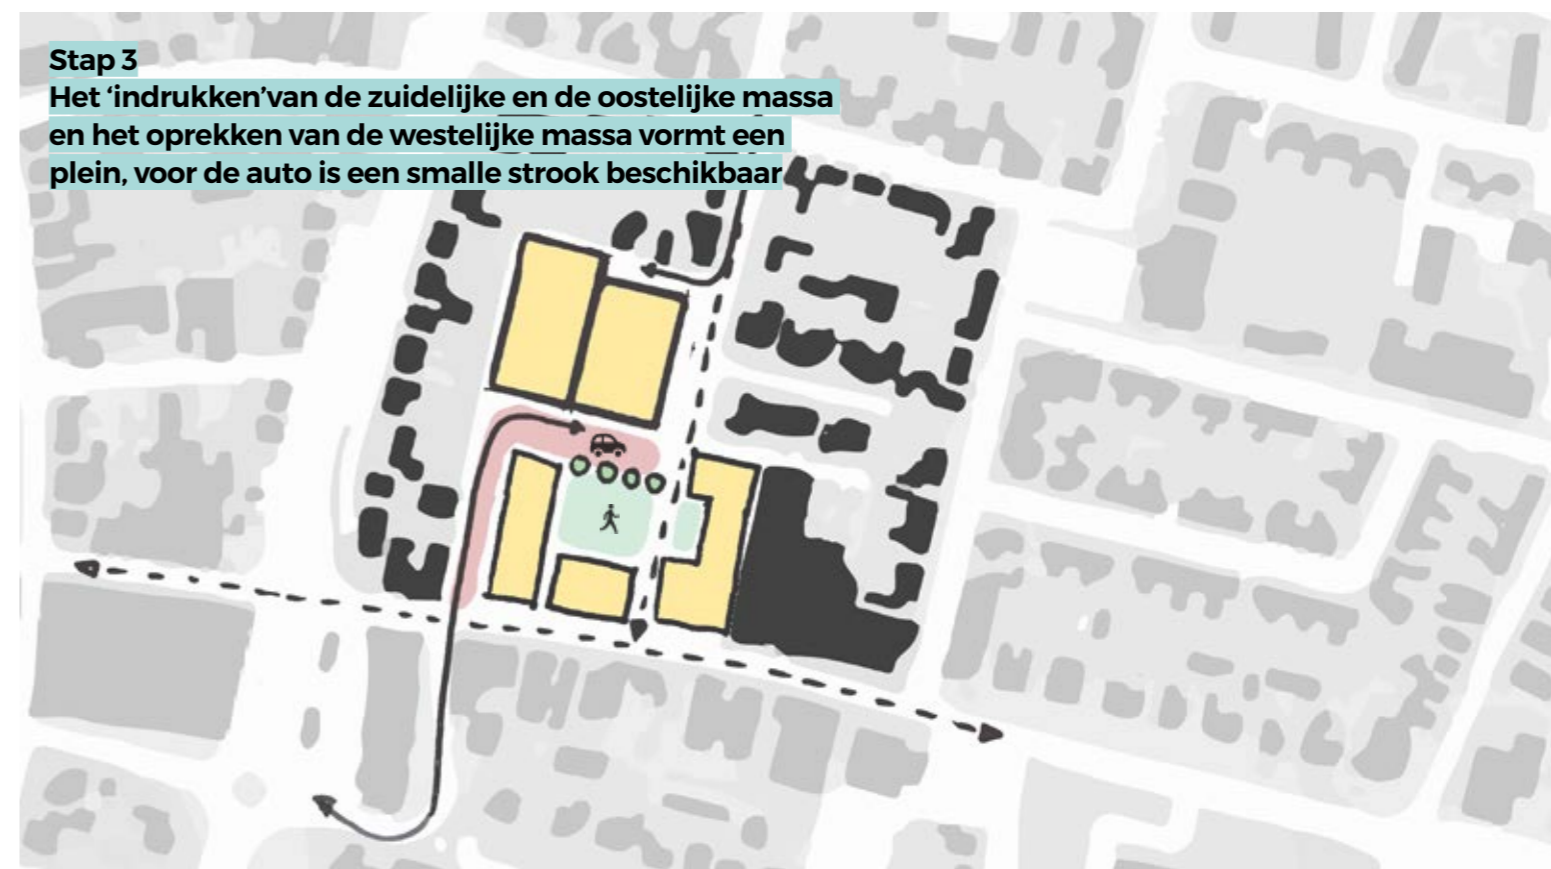 Stap 3
Het ‘indrukken’van de zuidelijke en de oostelijke massa
en het oprekken van de westelijke massa vormt een
plein, voor de auto is een smalle strook beschikbaar